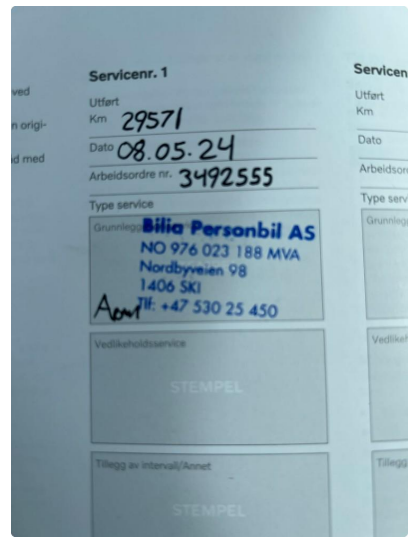 ved
n origi-
d med
Servicenr. 1
Utført
Km 29571
Dato 08.05.24
Arbeidsordre nr. 3492555
Type service
Bilia Personbil AS
NO 976 023 188 MVA
Nordbyveien 98
1406 SKI
Tlf: +47 530 25 450
Vedlikeholdsservice
STEMPEL
Tillegg av intervall/Annet
STEMPEL
Servicen
Utført
Km
Dato
Arbeidsor
Type serv
Grunnleg
Vedlikeh
Tillegg